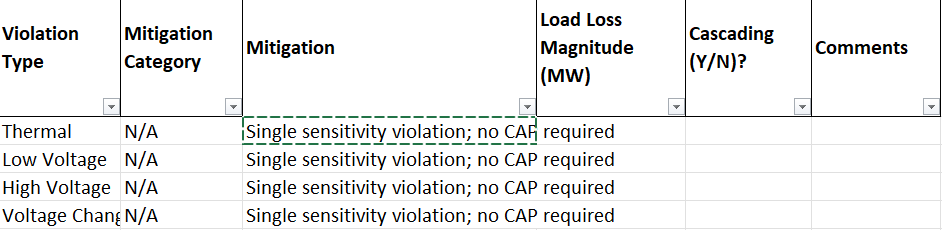 Violation Type
Mitigation Category
Mitigation
Load Loss Magnitude (MW)
Cascading (Y/N)?
Comments
Thermal N/A Single sensitivity violation; no CAP required
Low Voltage N/A Single sensitivity violation; no CAP required
High Voltage N/A Single sensitivity violation; no CAP required
Voltage Chang N/A Single sensitivity violation; no CAP required